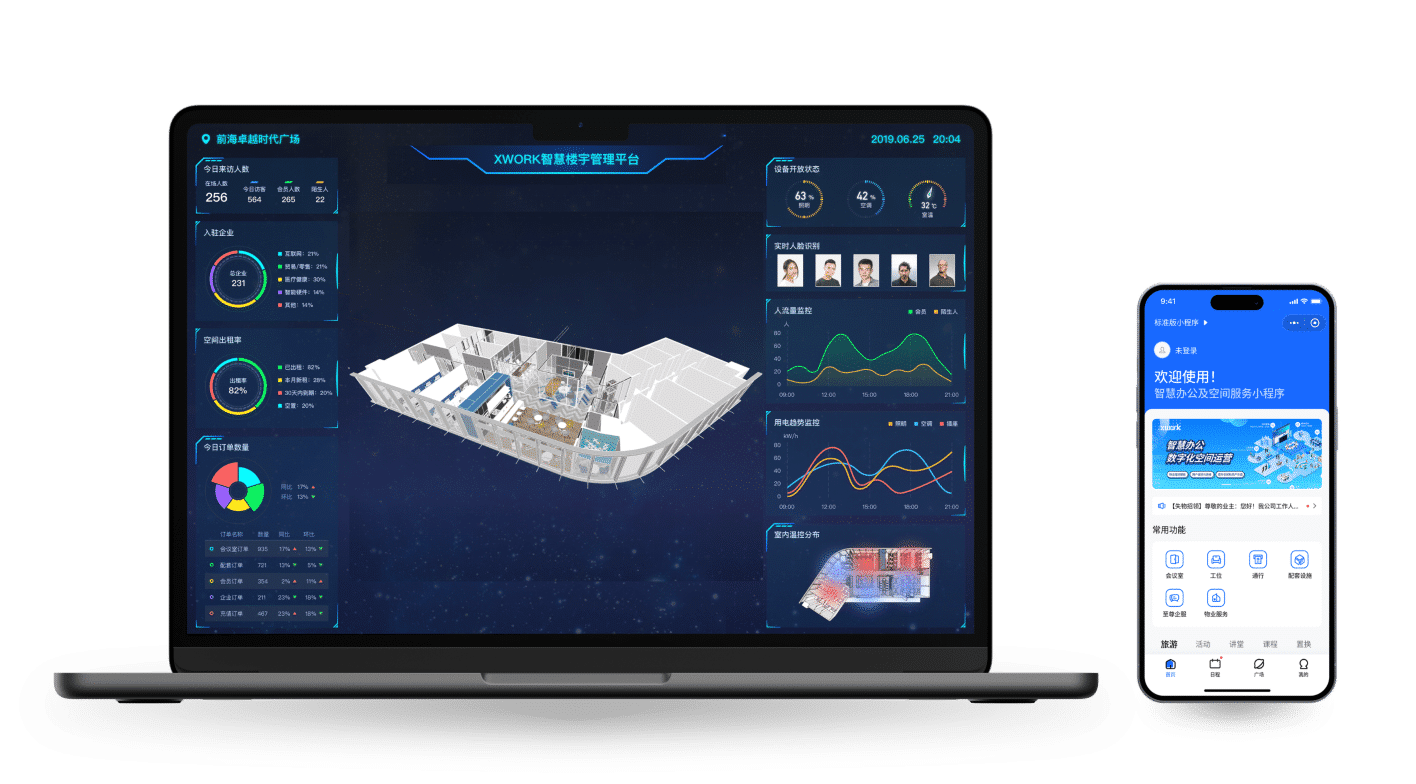 前海卓越时代广场
XWORK智慧楼宇管理平台
2019.06.25 20:04
今日来访人数
在场人数
256
今日访客
564
会员人数
265
陌生人
22
入驻企业
总企业
231
互联网：21%
贸易/零售：21%
医疗健康：30%
智能硬件：14%
其他：14%
空间出租率
出租率
82%
已出租：82%
本月新租：28%
30天内到期：20%
空置：20%
今日订单数量
同比 17%
环比 13%
订单名称 数量 同比 环比
会议室订单 935 17% 13%
配套订单 721 13% 5%
会员订单 354 2% 11%
企业订单 211 23% 18%
充值订单 467 23% 18%
设备开放状态
63 %
照明
42 %
空调
32 ℃
室温
实时人脸识别
人流量监控
会员 陌生人
人
80
60
40
20
0
09:00 12:00 15:00 18:00 21:00
用电趋势监控
照明 空调 插座
kW/h
80
60
40
20
0
09:00 12:00 15:00 18:00 21:00
室内温控分布
9:41
标准版小程序
未登录
欢迎使用！
智慧办公及空间服务小程序
xwork
智慧办公
数字化空间运营
【失物招领】尊敬的业主：您好！我公司工作人...
常用功能
会议室 工位 通行 配套设施
至尊企服 物业服务
旅游 活动 讲堂 课程 置换
首页 日程 广场 我的